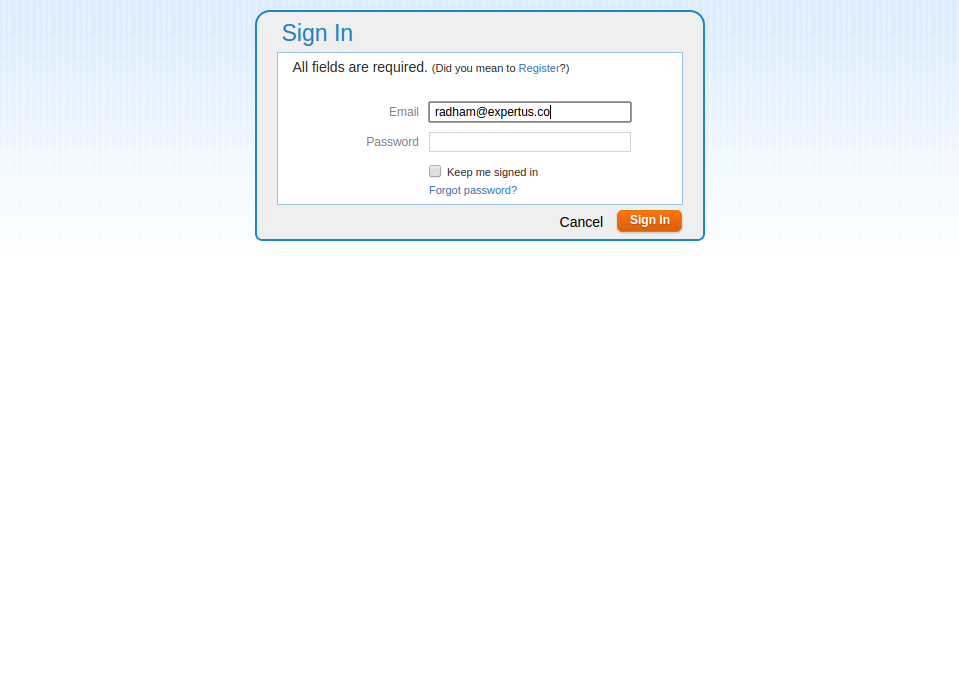 Sign In
All fields are required. (Did you mean to Register?)
Email radham@expertus.co
Password
Keep me signed in
Forgot password?
Cancel Sign In